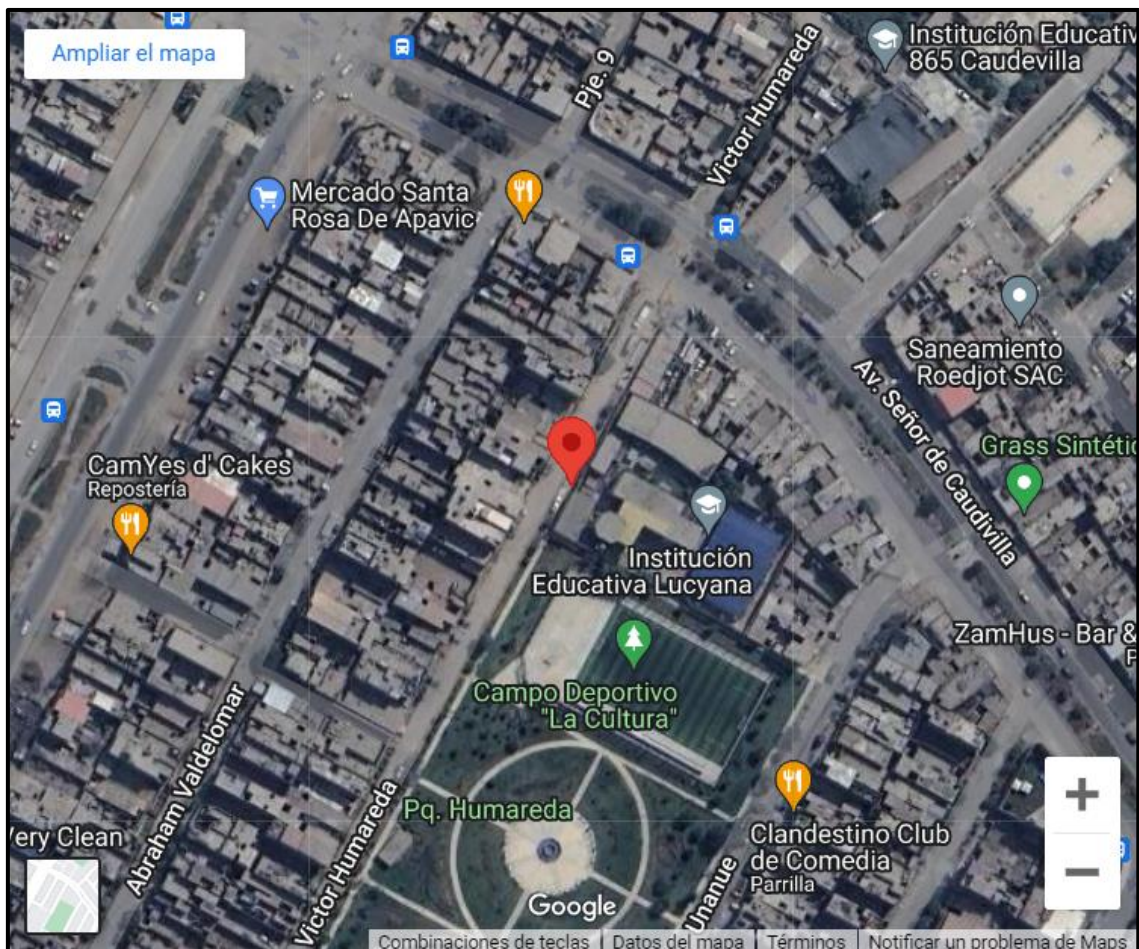 Ampliar el mapa
Pje. 9
Institución Educativ
865 Caudevilla
Victor Humareda
Mercado Santa
Rosa De Apavic
Saneamiento
Roedjot SAC
Av. Señor de Caudivilla
Grass Sintétic
CamYes d' Cakes
Repostería
Institución
Educativa Lucyana
ZamHus - Bar &
P
Campo Deportivo
"La Cultura"
Abraham Valdelomar
Victor Humareda
Pq. Humareda
ery Clean
Clandestino Club
de Comedia
Parrilla
Unanue
Google
+
−
Combinaciones de teclas
Datos del mapa
Términos
Notificar un problema de Maps